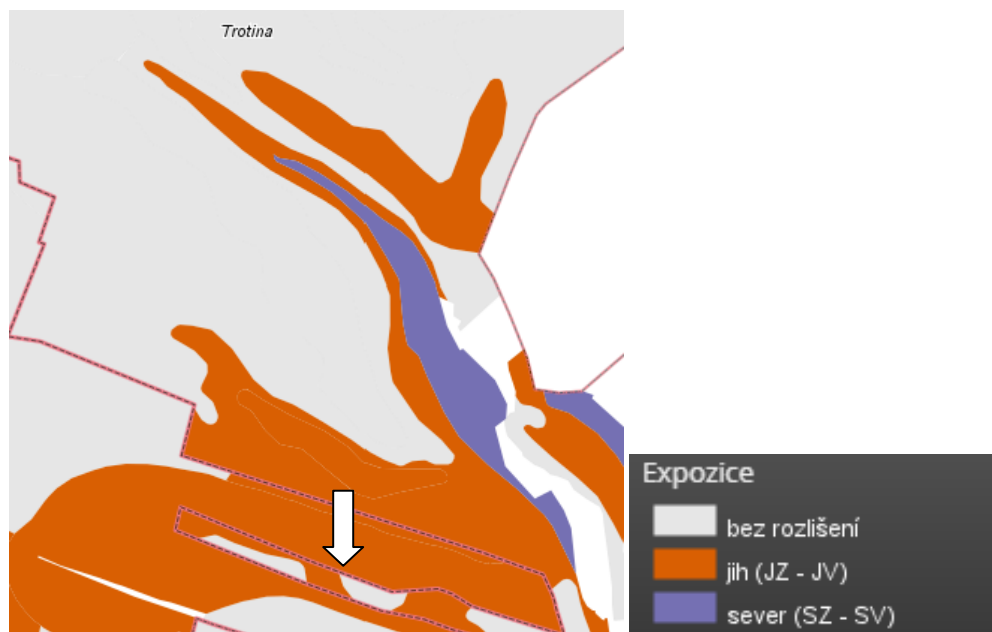 Trotina
Expozice
bez rozlišení
jih (JZ - JV)
sever (SZ - SV)